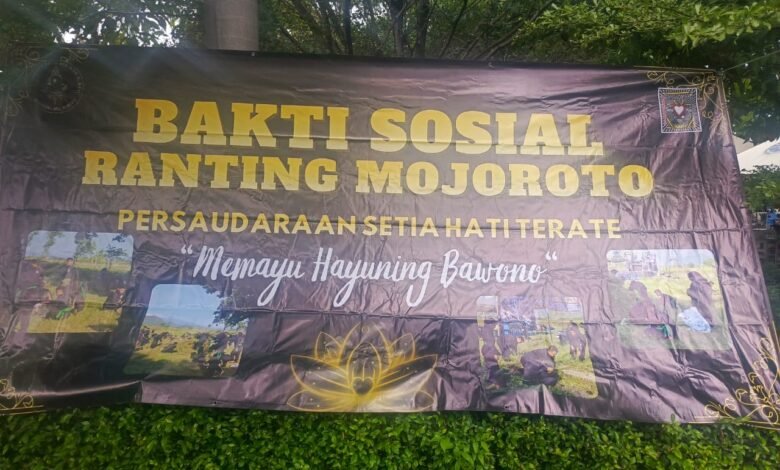 BAKTI SOSIAL
RANTING MOJOROTO
PERSAUDARAAN SETIA HATI TERATE
"Memayu Hayuning Bawono"